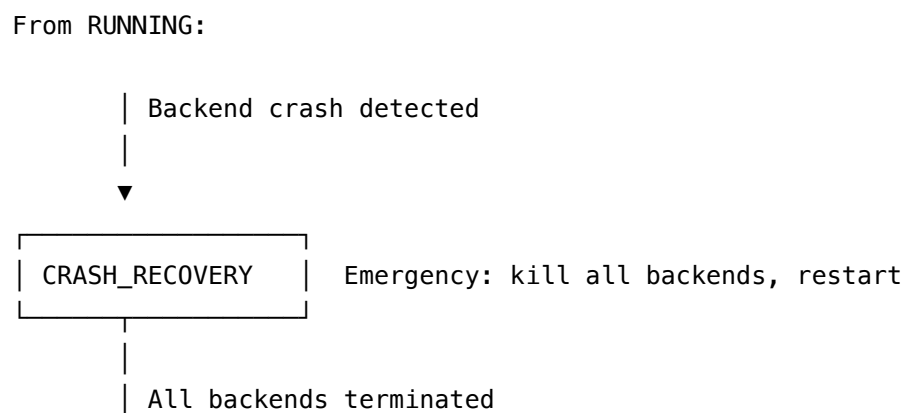 From RUNNING:
Backend crash detected
CRASH_RECOVERY Emergency: kill all backends, restart
All backends terminated